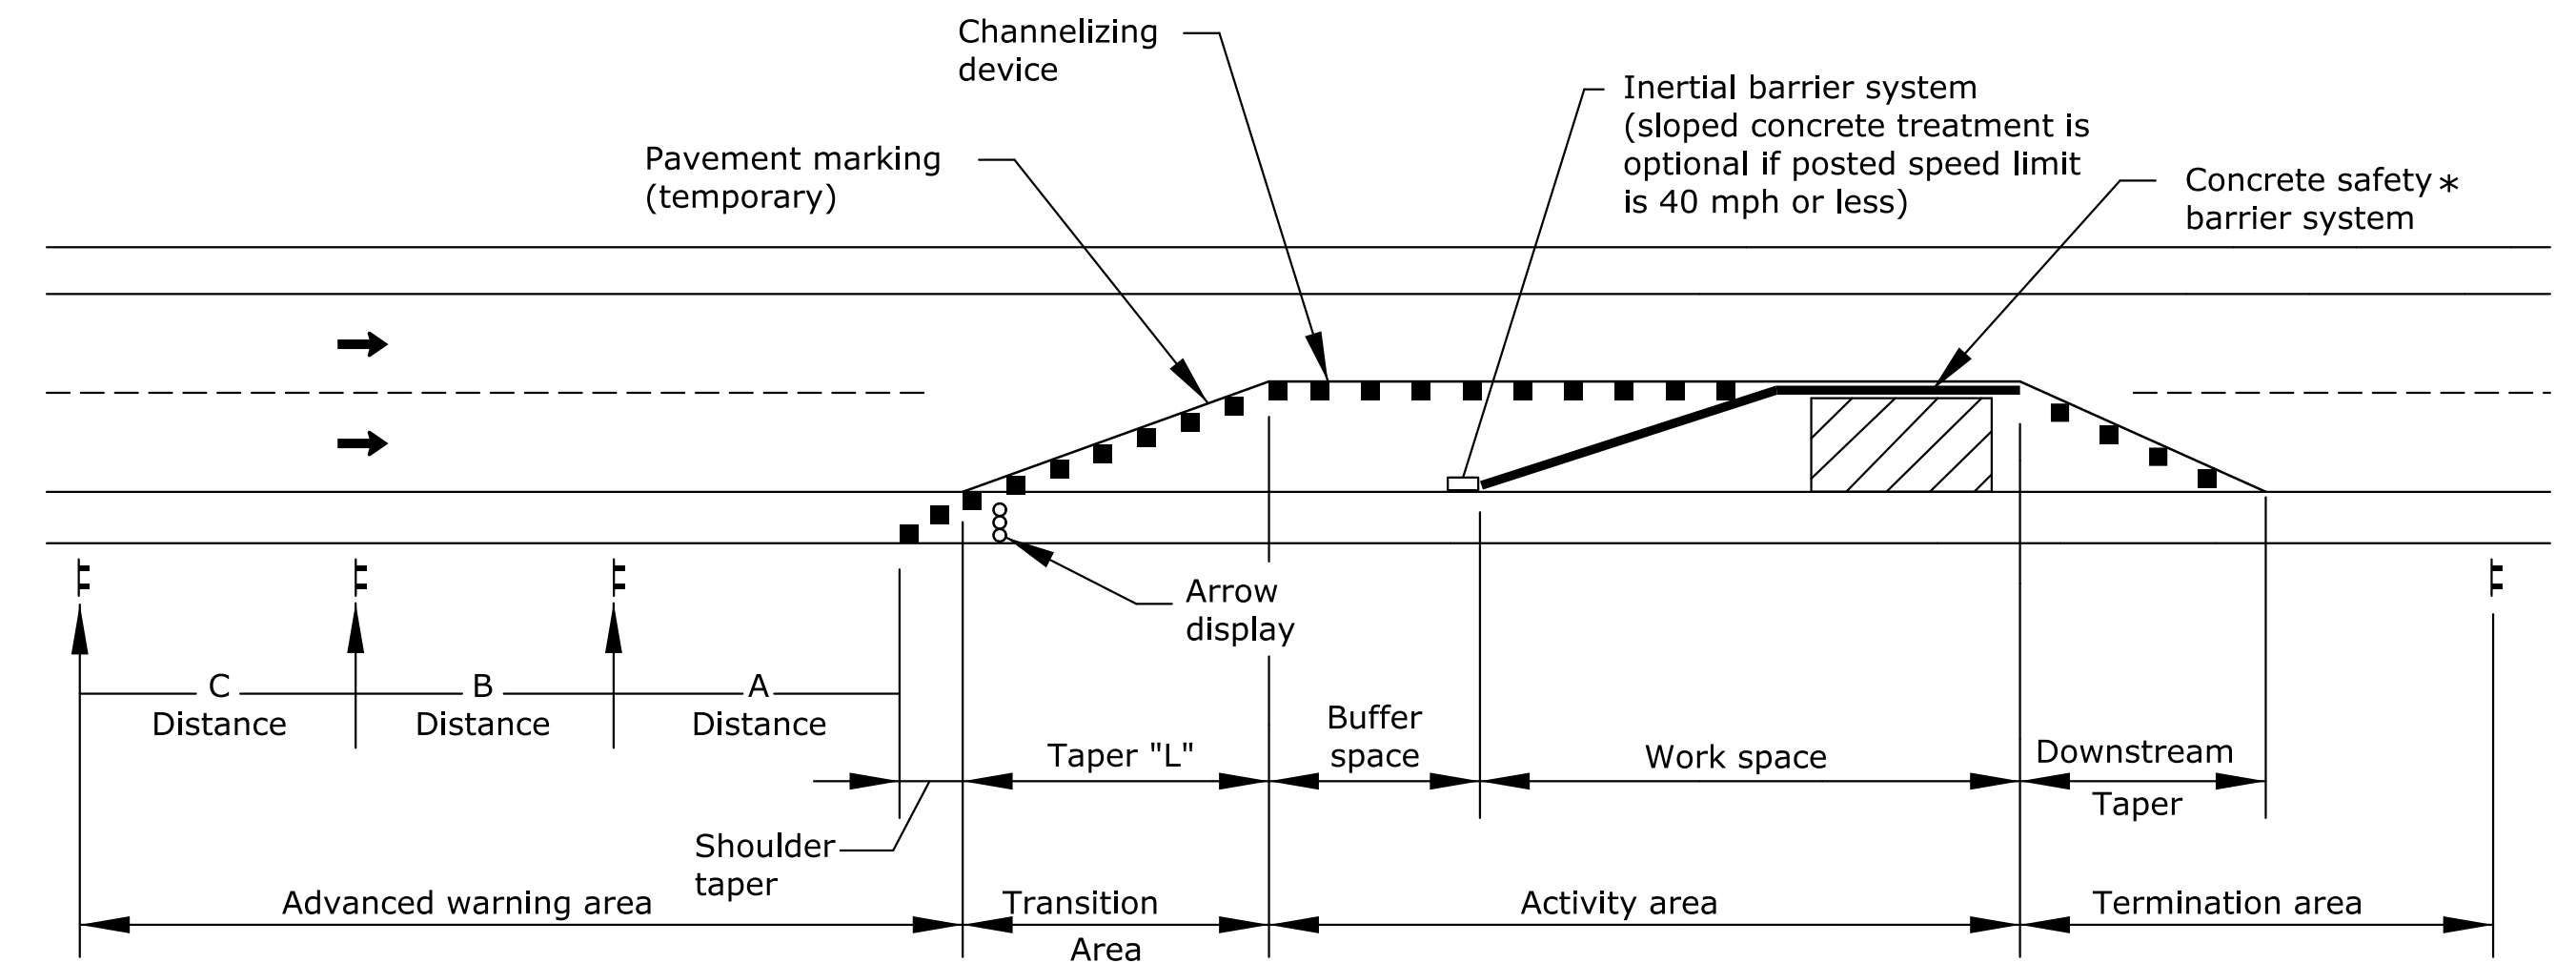 Channelizing
device
Inertial barrier system
(sloped concrete treatment is
optional if posted speed limit
is 40 mph or less)
Pavement marking
(temporary)
Concrete safety *
barrier system
Arrow
display
C
Distance
B
Distance
A
Distance
Buffer
space
Taper "L"
Work space
Downstream
Taper
Shoulder
taper
Advanced warning area
Transition
Area
Activity area
Termination area